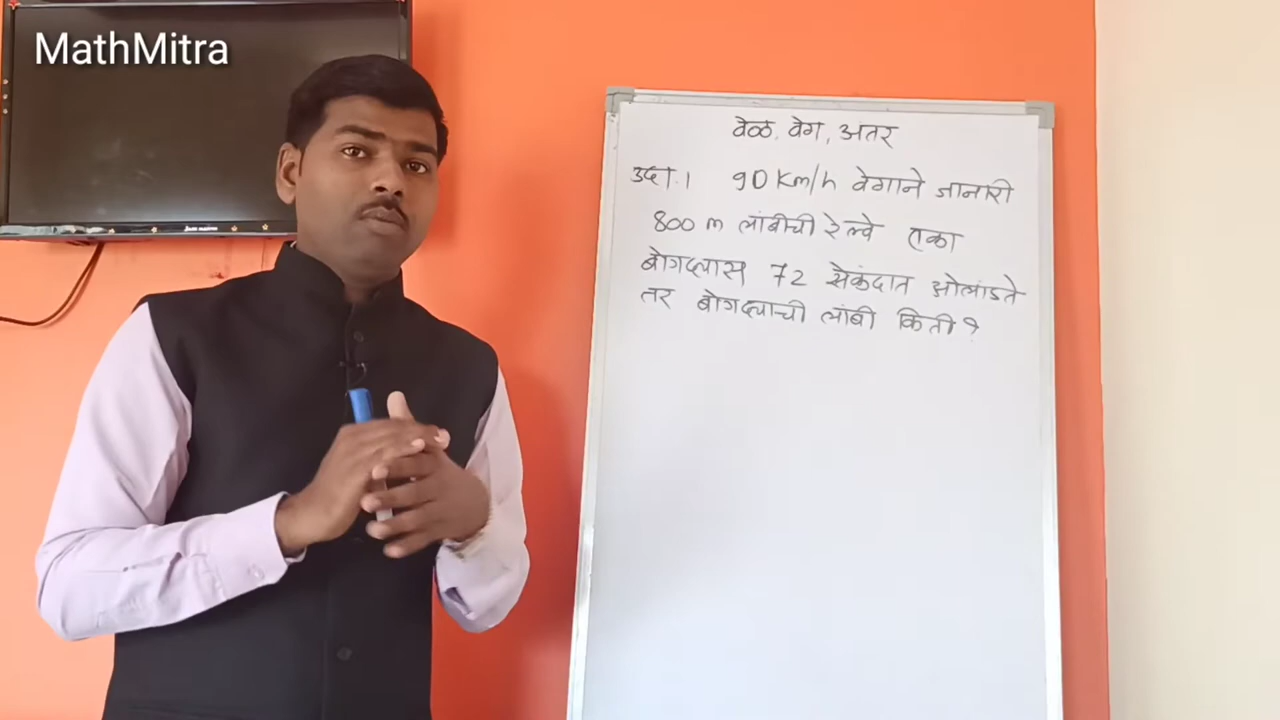 MathMitra
वेळ, वेग, अंतर
उदा.1 90 Km/h वेगाने जाणारी
800 m लांबीची रेल्वे एका
बोगद्यास 72 सेकंदात ओलांडते
तर बोगद्याची लांबी किती?